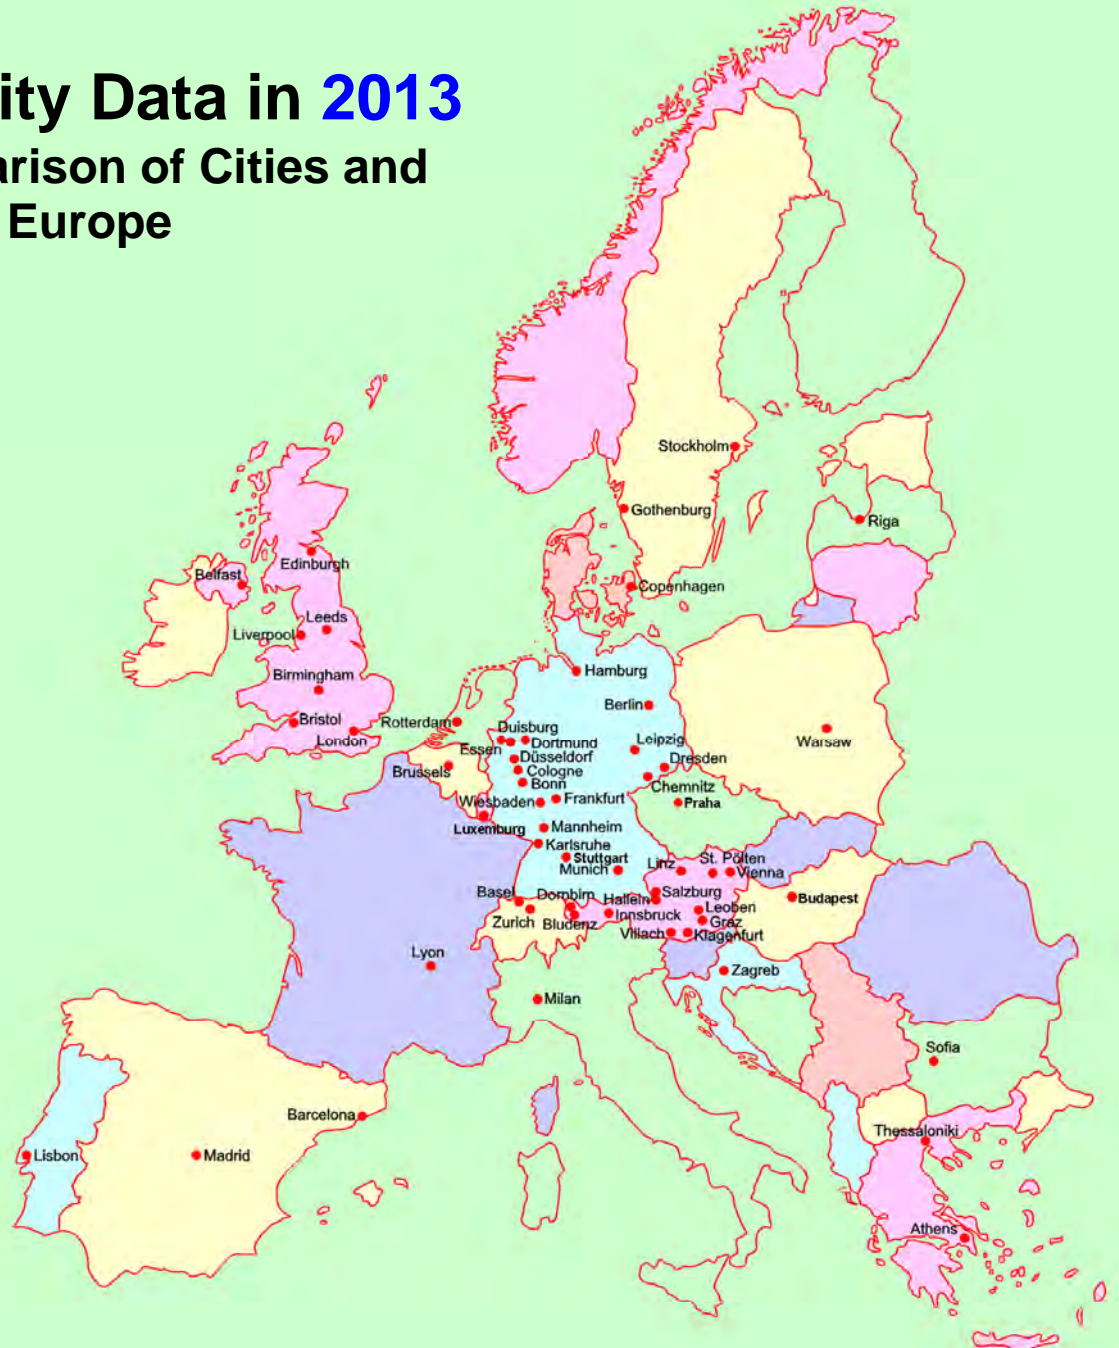 ity Data in 2013
arison of Cities and
Europe
Stockholm
Gothenburg
Riga
Edinburgh
Belfast
Copenhagen
Leeds
Liverpool
Hamburg
Birmingham
Berlin
Bristol
Rotterdam
Duisburg
London
Essen
Dortmund
Leipzig
Warsaw
Düsseldorf
Dresden
Brussels
Cologne
Bonn
Chemnitz
Wiesbaden
Frankfurt
Praha
Luxemburg
Mannheim
Karlsruhe
Stuttgart
Linz
St. Pölten
Munich
Vienna
Basel
Dornbirn
Hallein
Salzburg
Budapest
Zurich
Bludenz
Innsbruck
Leoben
Graz
Villach
Klagenfurt
Lyon
Zagreb
Milan
Sofia
Barcelona
Thessaloniki
Lisbon
Madrid
Athens